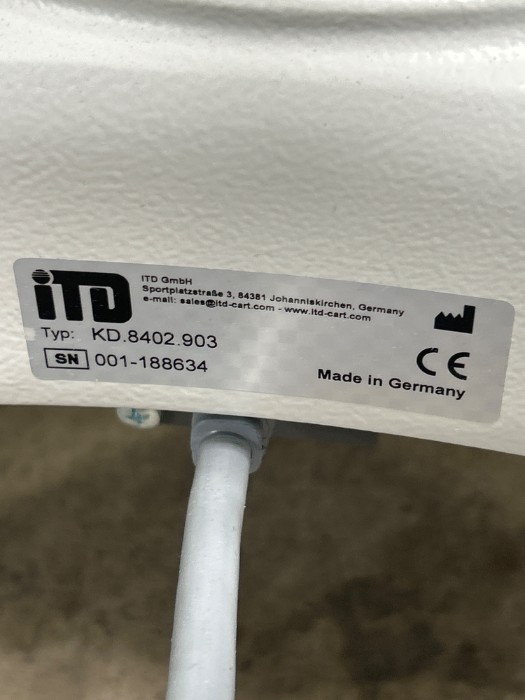 iTD
ITD GmbH
Sportplatzstraße 3, 84381 Johanniskirchen, Germany
e-mail: sales@itd-cart.com - www.itd-cart.com
Typ: KD.8402.903
SN 001-188634
CE
Made in Germany